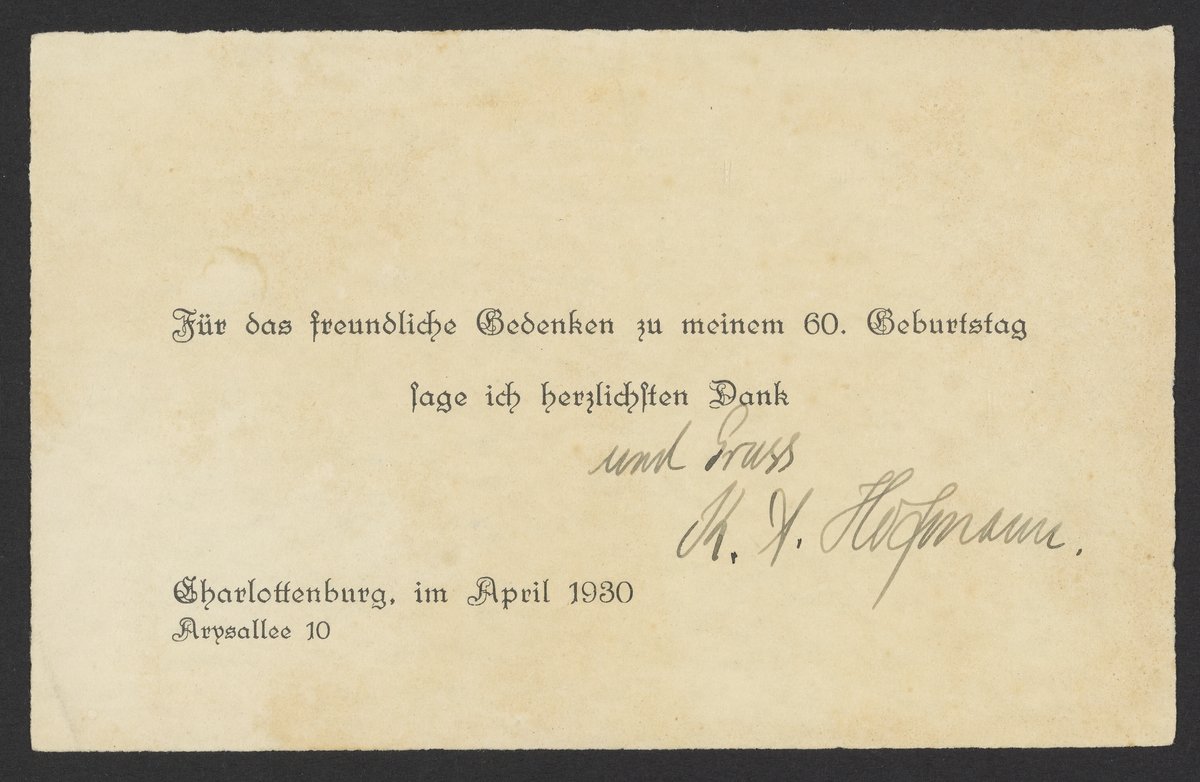 Für das freundliche Gedenken zu meinem 60. Geburtstag
sage ich herzlichsten Dank
und Gruss
K. A. Hofmann.
Charlottenburg, im April 1930
Arysallee 10